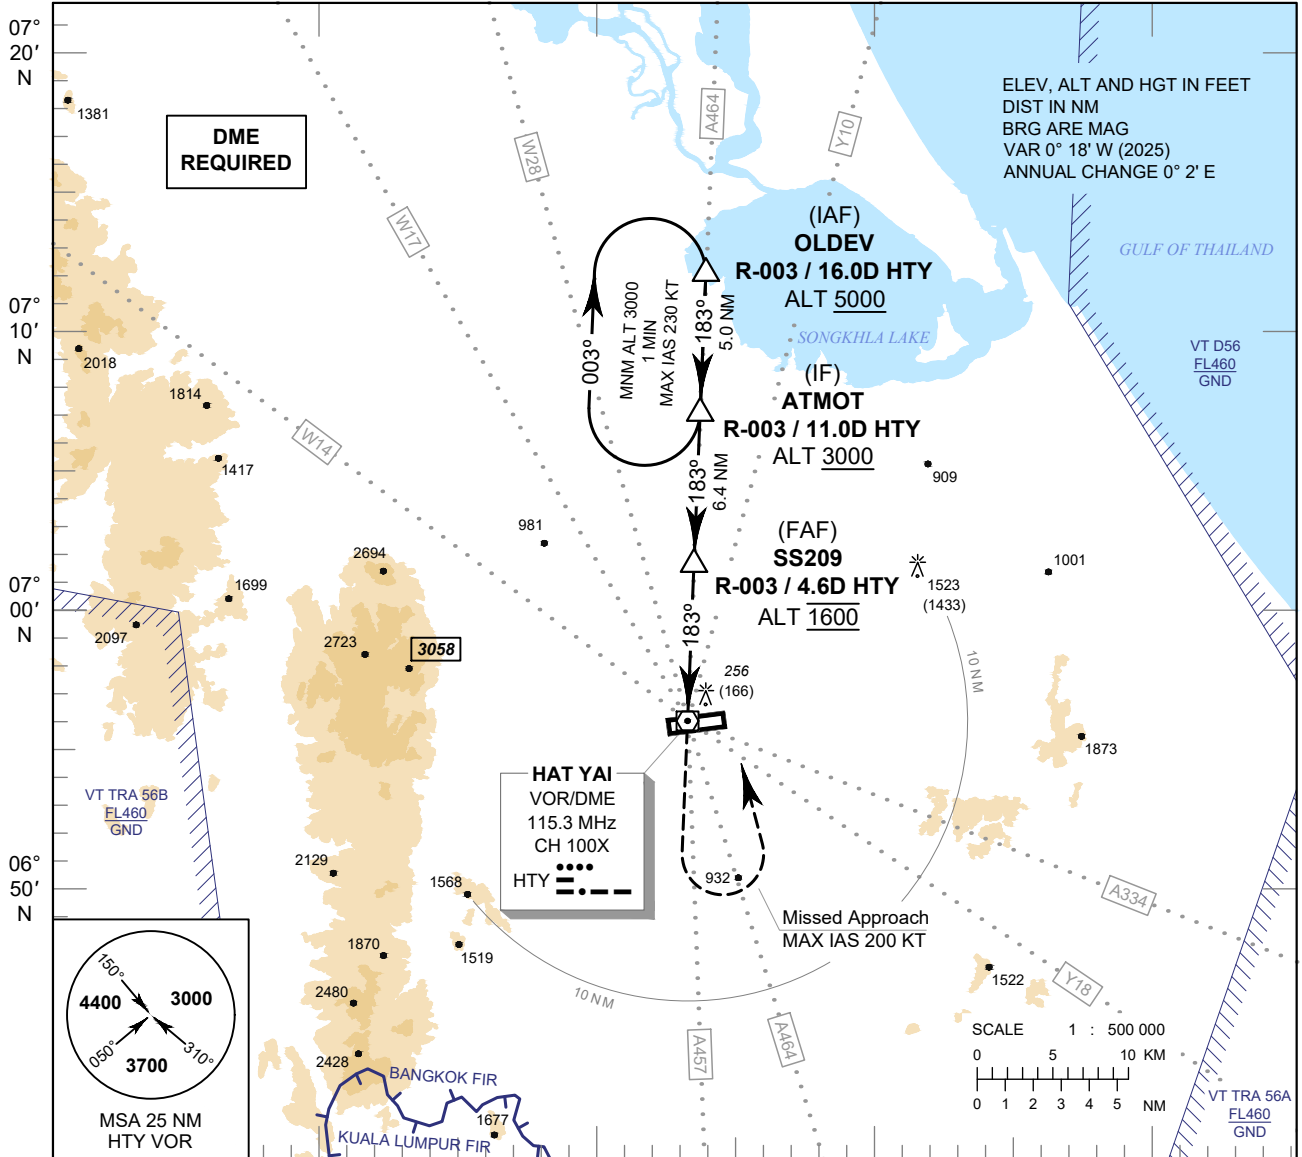 07°
20′
N
1381
DME
REQUIRED
W28
A464
Y10
W17
W14
ELEV, ALT AND HGT IN FEET
DIST IN NM
BRG ARE MAG
VAR 0° 18' W (2025)
ANNUAL CHANGE 0° 2' E
GULF OF THAILAND
(IAF)
OLDEV
R-003 / 16.0D HTY
ALT 5000
SONGKHLA LAKE
07°
10′
N
2018
1814
1417
003°
MNM ALT 3000
1 MIN
MAX IAS 230 KT
183°
5.0 NM
VT D56
FL460
GND
(IF)
ATMOT
R-003 / 11.0D HTY
ALT 3000
183°
6.4 NM
909
981
(FAF)
SS209
R-003 / 4.6D HTY
ALT 1600
1523
(1433)
1001
07°
00′
N
2694
1699
2097
2723
3058
183°
256
(166)
10 NM
1873
HAT YAI
VOR/DME
115.3 MHz
CH 100X
HTY
VT TRA 56B
FL460
GND
06°
50′
N
2129
1568
932
1519
1870
2480
2428
Missed Approach
MAX IAS 200 KT
A334
Y18
1522
10 NM
A457
A464
150°
4400
3000
050°
310°
3700
MSA 25 NM
HTY VOR
BANGKOK FIR
KUALA LUMPUR FIR
1677
SCALE 1 : 500 000
0 5 10 KM
0 1 2 3 4 5 NM
VT TRA 56A
FL460
GND